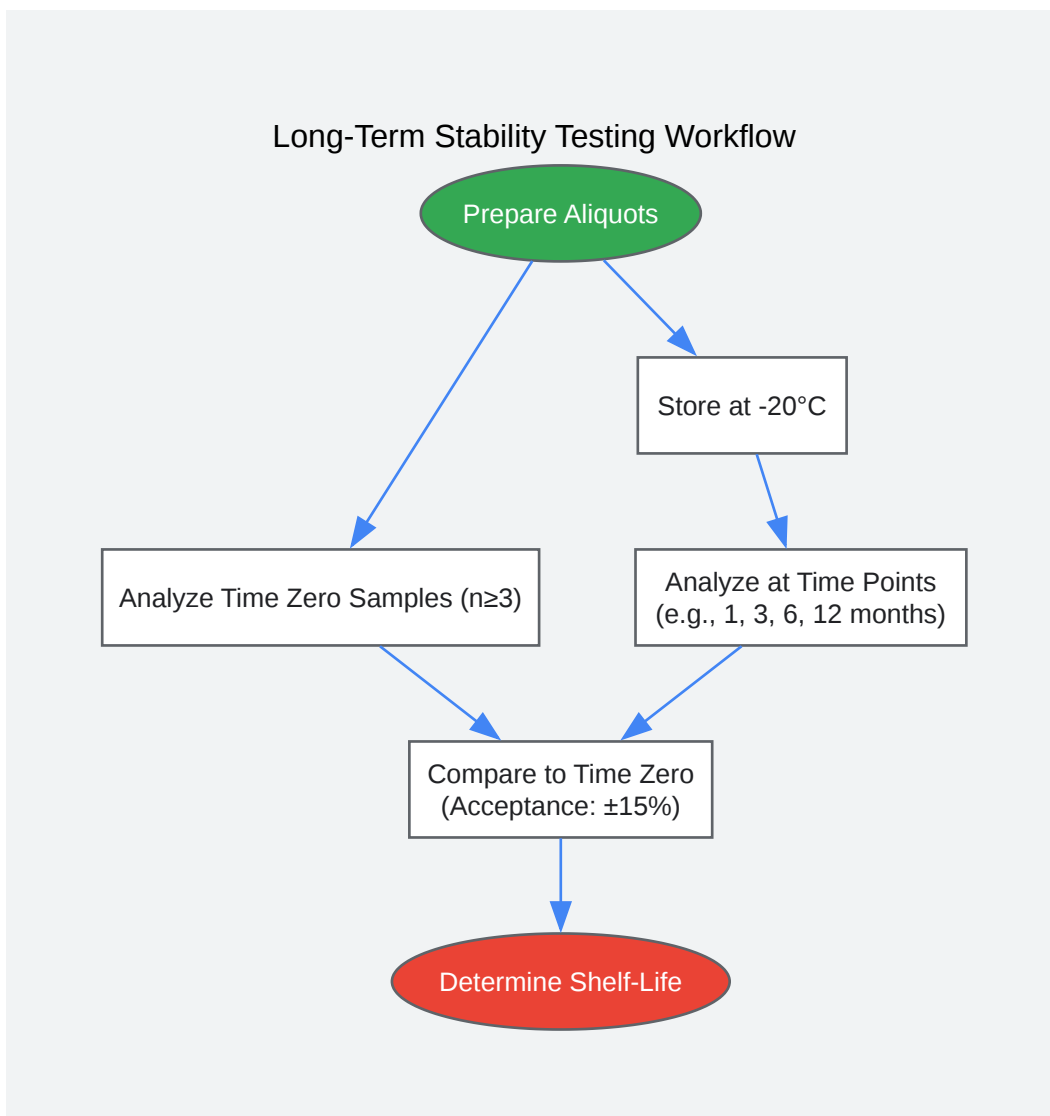 Long-Term Stability Testing Workflow
Prepare Aliquots
Store at -20°C
Analyze Time Zero Samples (n≥3)
Analyze at Time Points
(e.g., 1, 3, 6, 12 months)
Compare to Time Zero
(Acceptance: ±15%)
Determine Shelf-Life